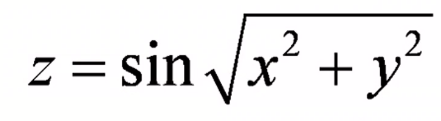 z = sin √(x² + y²)